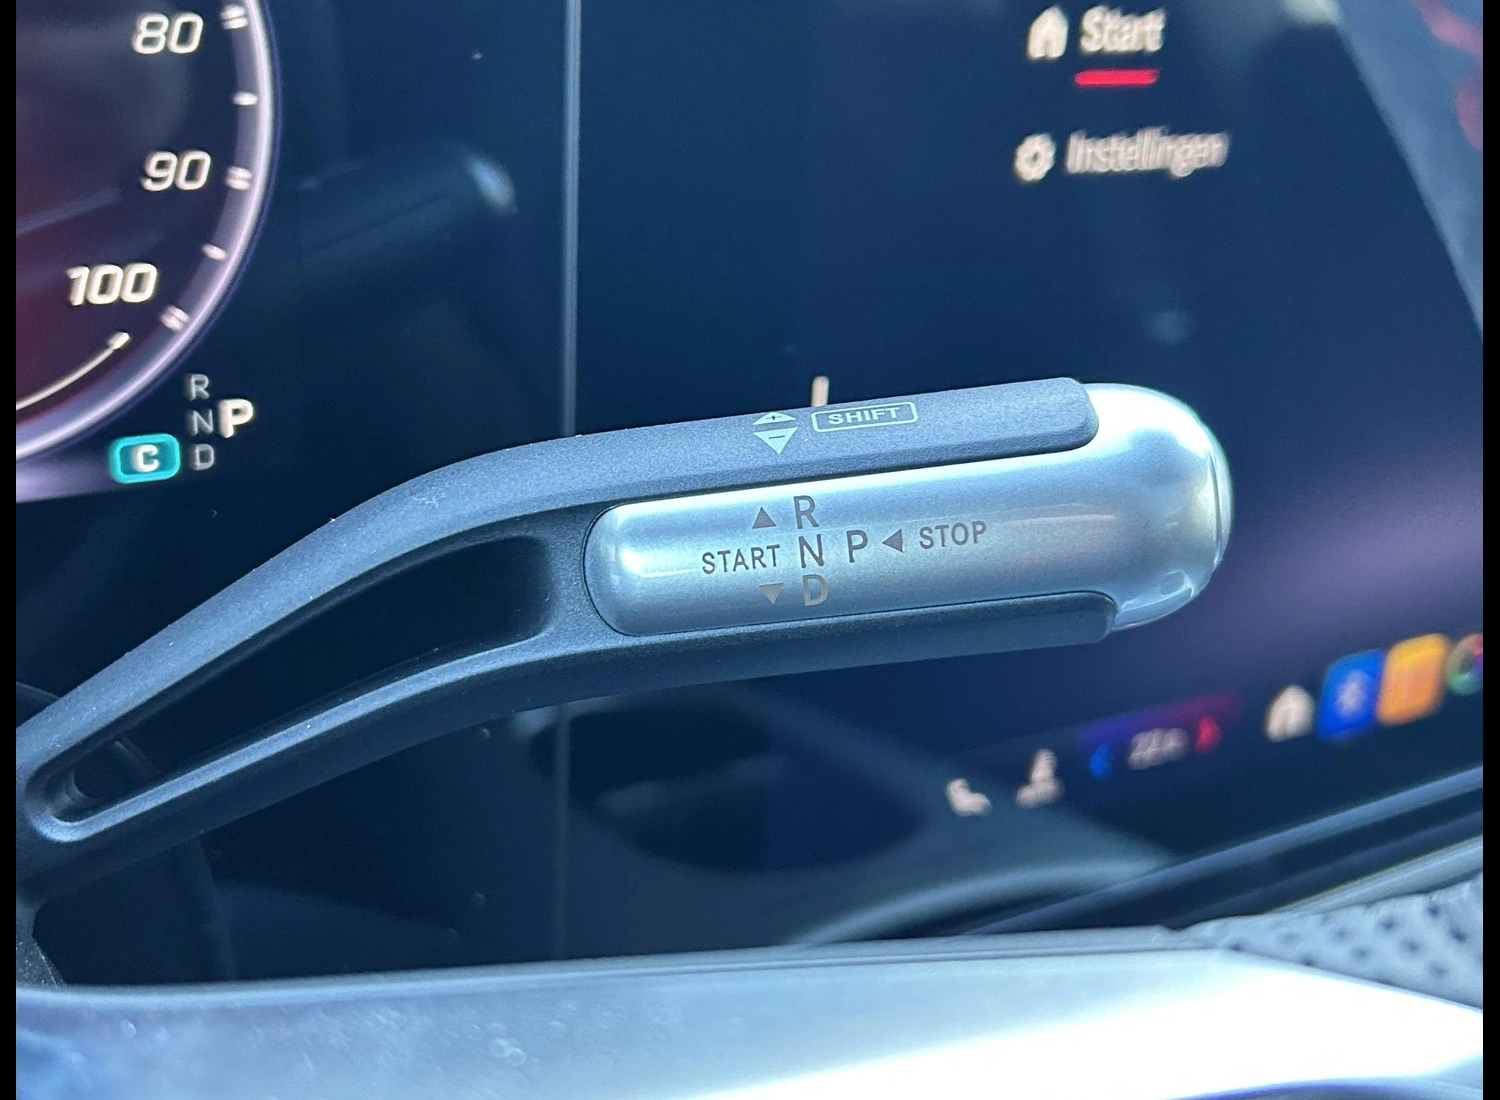 80
90
100
R
N P
C D
Start
Instellingen
SHIFT
R
START N P STOP
D